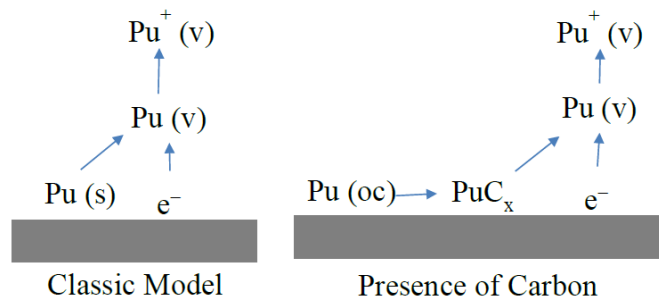 Pu⁺ (v)
Pu (v)
Pu (s)
e⁻
Classic Model
Pu⁺ (v)
Pu (v)
Pu (oc)
PuCₓ
e⁻
Presence of Carbon